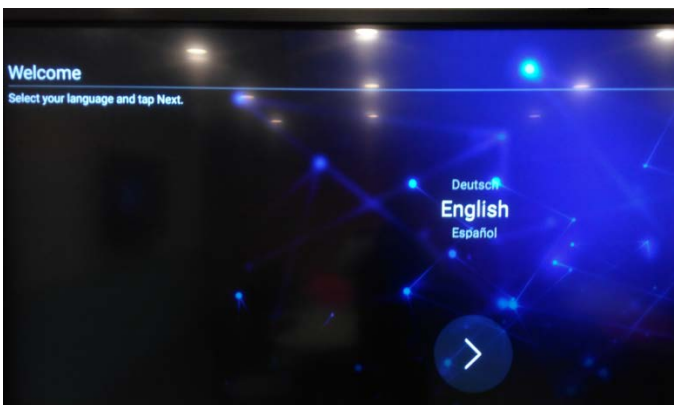 Welcome
Select your language and tap Next.
Deutsch
English
Español